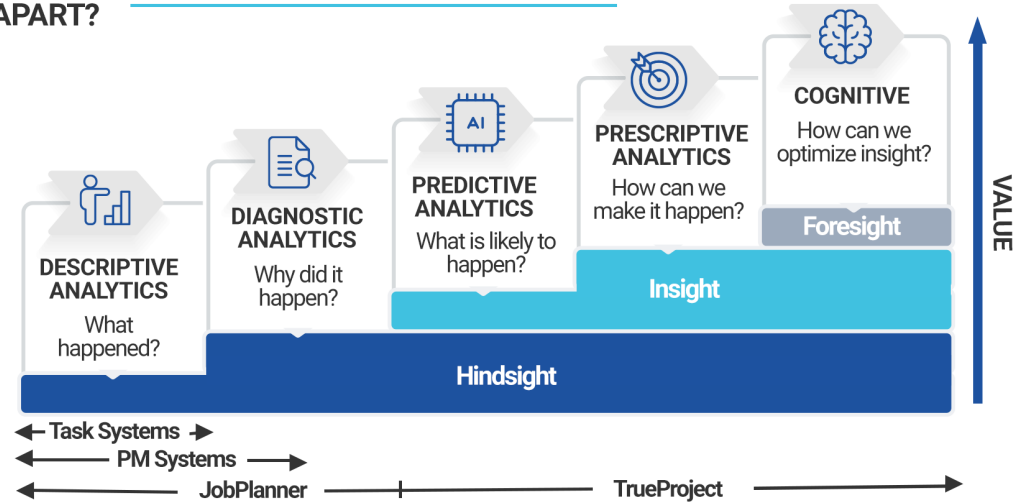 APART?
COGNITIVE
How can we
optimize insight?
PRESCRIPTIVE
ANALYTICS
How can we
make it happen?
AI
PREDICTIVE
ANALYTICS
What is likely to
happen?
DIAGNOSTIC
ANALYTICS
Why did it
happen?
DESCRIPTIVE
ANALYTICS
What
happened?
Foresight
Insight
Hindsight
VALUE
Task Systems
PM Systems
JobPlanner
TrueProject